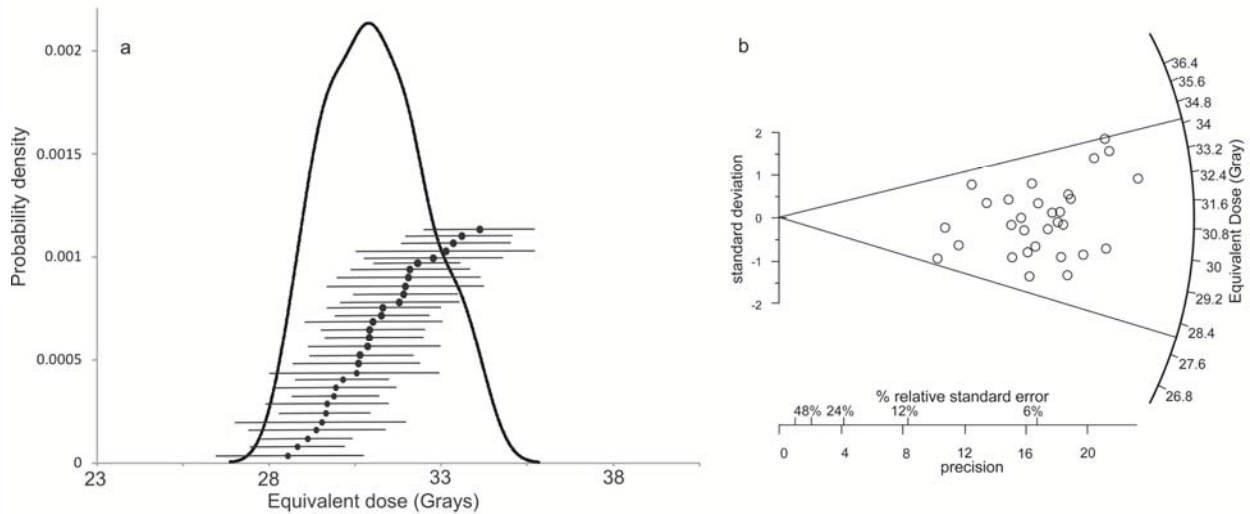 a
0.002
0.0015
0.001
0.0005
0
Probability density
23
28
33
38
Equivalent dose (Grays)
b
2
1
0
-1
-2
standard deviation
36.4
35.6
34.8
34
33.2
32.4
31.6
30.8
30
29.2
28.4
27.6
26.8
Equivalent Dose (Gray)
% relative standard error
48% 24% 12% 6%
0 4 8 12 16 20
precision